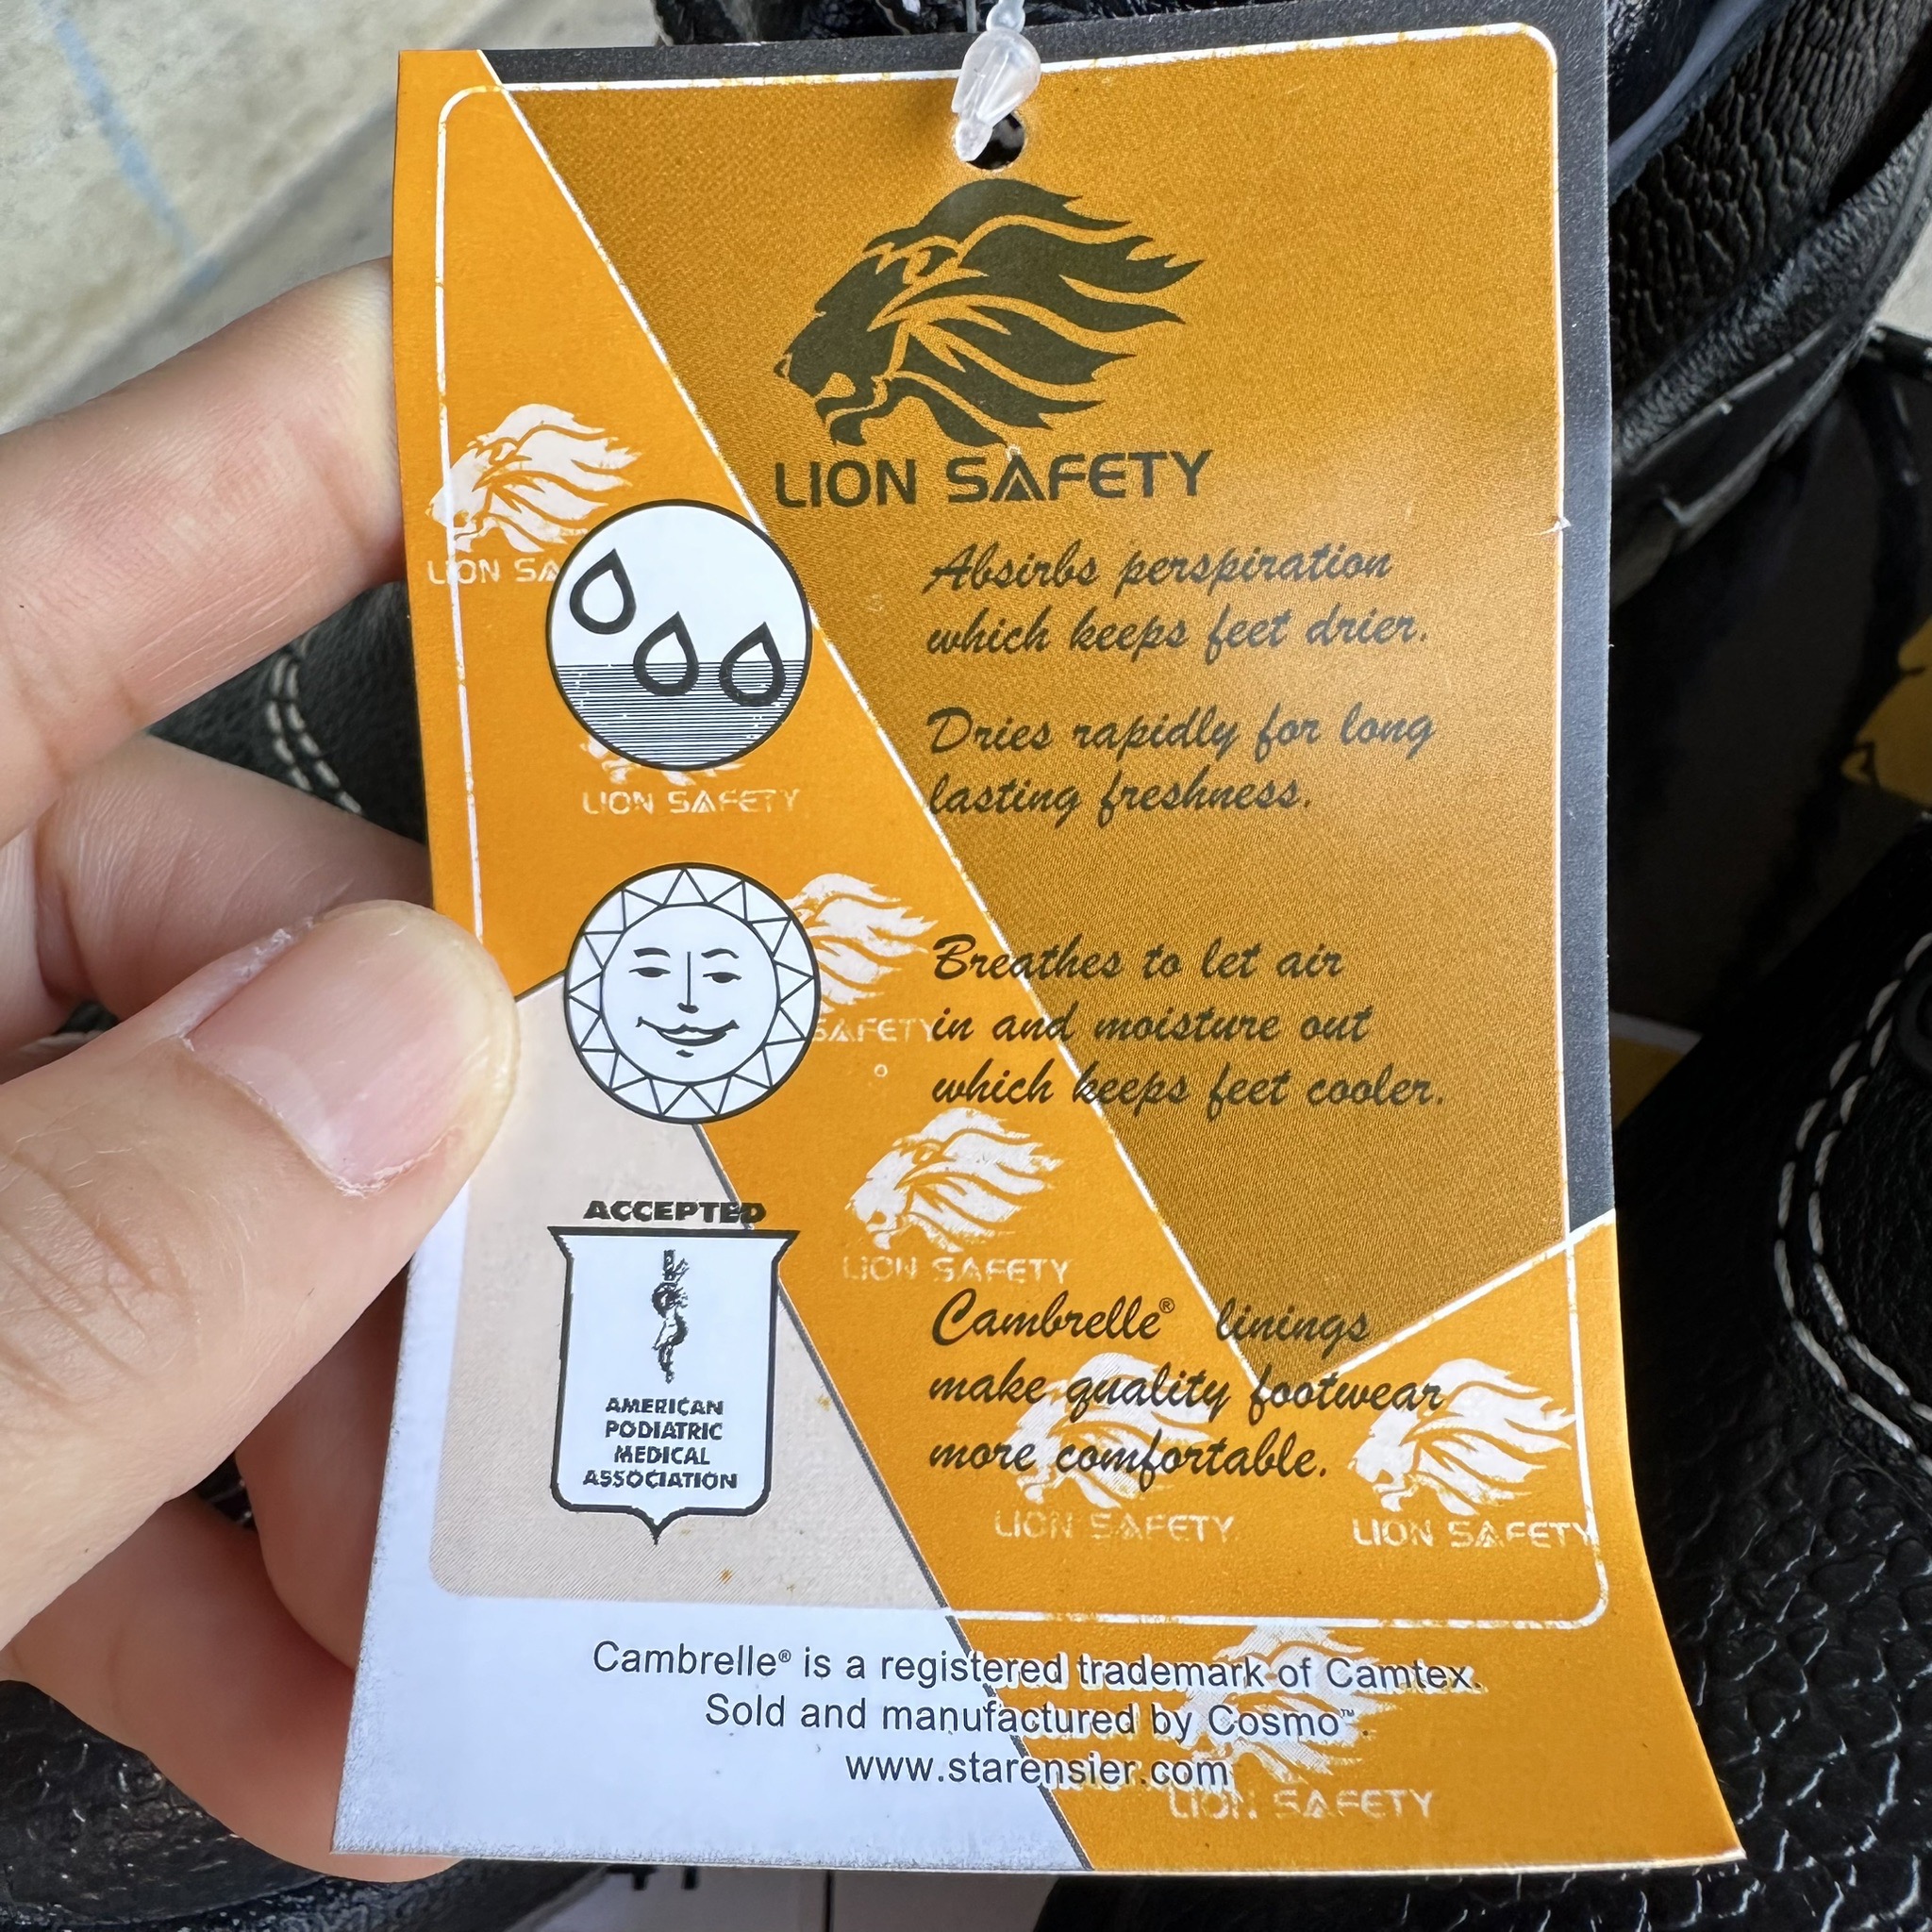 LION SAFETY
LION SA
Absirbs perspiration
which keeps feet drier.
Dries rapidly for long
lasting freshness.
LION SAFETY
Breathes to let air
in and moisture out
which keeps feet cooler.
SAFETY
ACCEPTED
AMERICAN
PODIATRIC
MEDICAL
ASSOCIATION
LION SAFETY
Cambrelle® linings
make quality footwear
more comfortable.
LION SAFETY
LION SAFETY
Cambrelle® is a registered trademark of Camtex.
Sold and manufactured by Cosmo™.
www.starensier.com
LION SAFETY